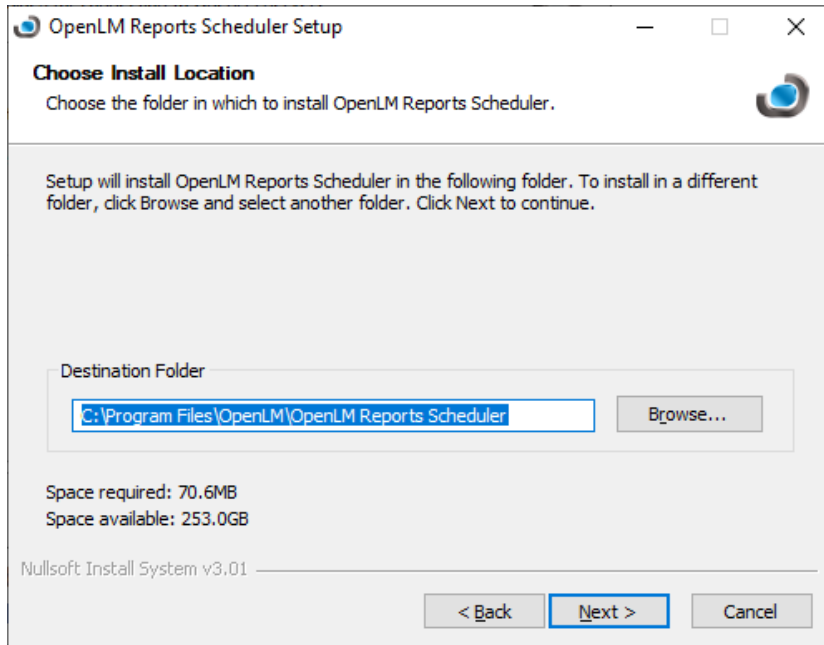 OpenLM Reports Scheduler Setup
Choose Install Location
Choose the folder in which to install OpenLM Reports Scheduler.
Setup will install OpenLM Reports Scheduler in the following folder. To install in a different
folder, click Browse and select another folder. Click Next to continue.
Destination Folder
C:\Program Files\OpenLM\OpenLM Reports Scheduler
Browse...
Space required: 70.6MB
Space available: 253.0GB
Nullsoft Install System v3.01
< Back
Next >
Cancel